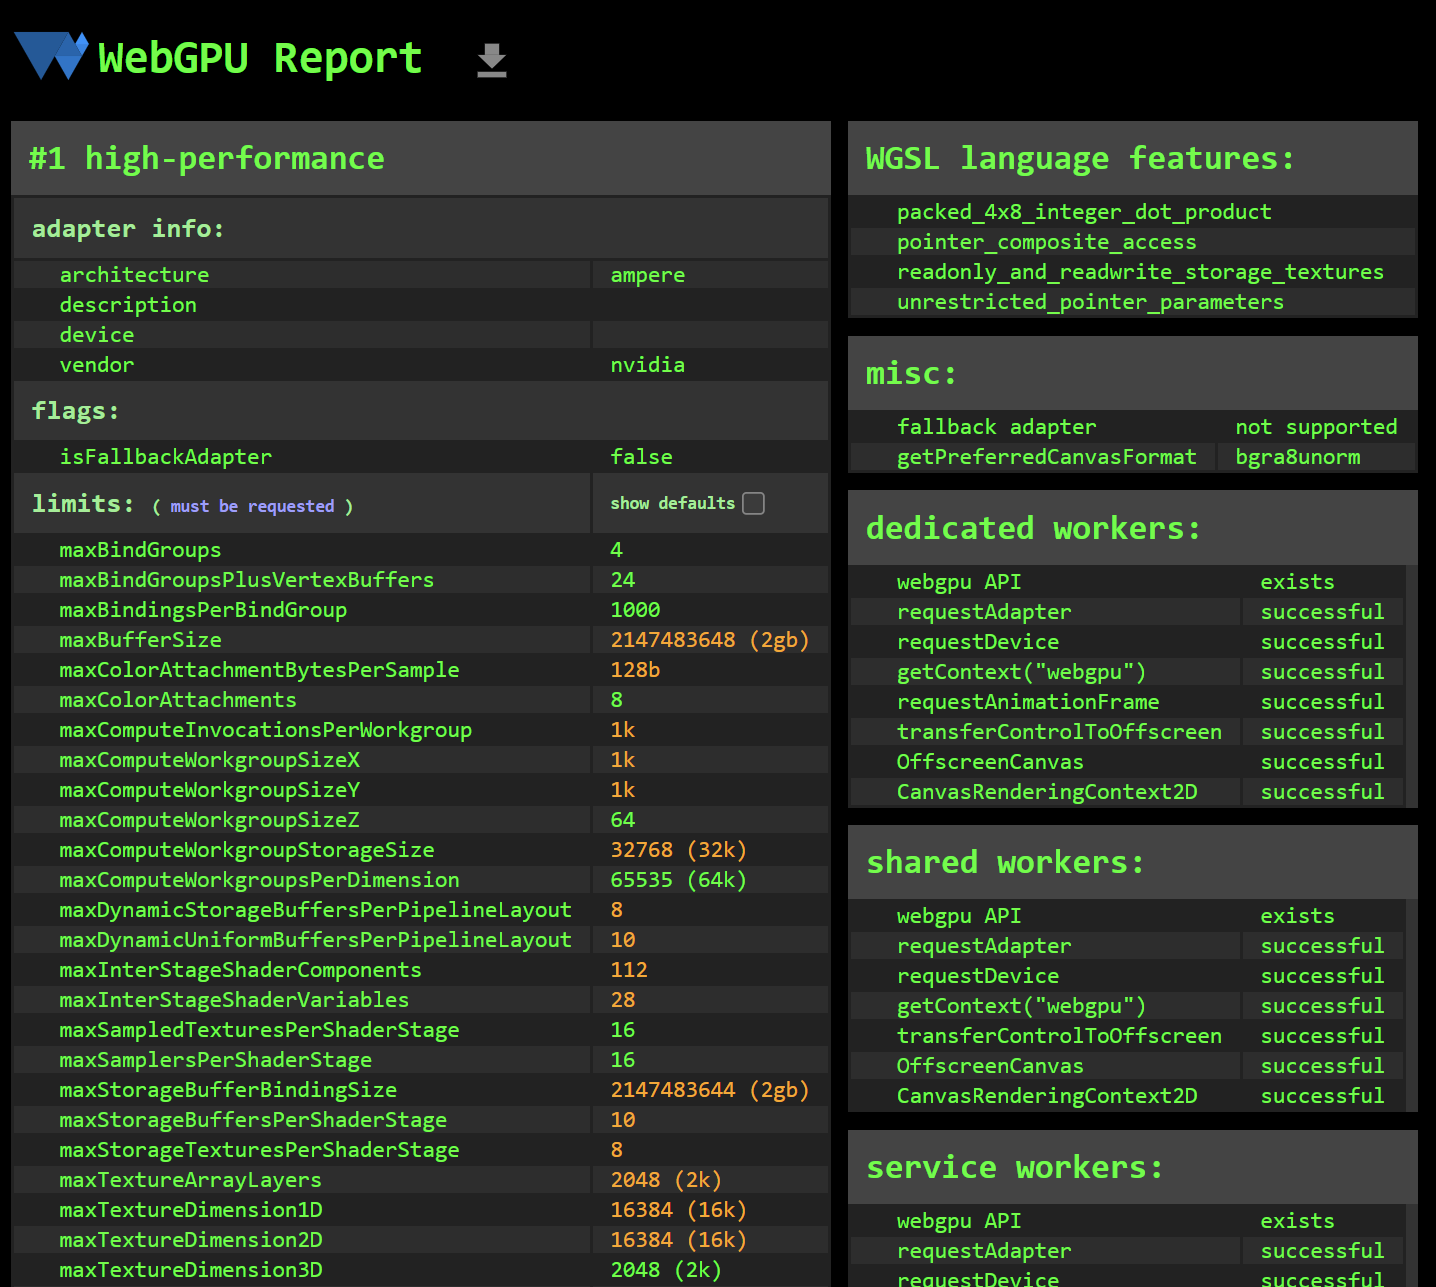 WebGPU Report
#1 high-performance
adapter info:
architecture ampere
description
device
vendor nvidia
flags:
isFallbackAdapter false
limits: ( must be requested ) show defaults
maxBindGroups 4
maxBindGroupsPlusVertexBuffers 24
maxBindingsPerBindGroup 1000
maxBufferSize 2147483648 (2gb)
maxColorAttachmentBytesPerSample 128b
maxColorAttachments 8
maxComputeInvocationsPerWorkgroup 1k
maxComputeWorkgroupSizeX 1k
maxComputeWorkgroupSizeY 1k
maxComputeWorkgroupSizeZ 64
maxComputeWorkgroupStorageSize 32768 (32k)
maxComputeWorkgroupsPerDimension 65535 (64k)
maxDynamicStorageBuffersPerPipelineLayout 8
maxDynamicUniformBuffersPerPipelineLayout 10
maxInterStageShaderComponents 112
maxInterStageShaderVariables 28
maxSampledTexturesPerShaderStage 16
maxSamplersPerShaderStage 16
maxStorageBufferBindingSize 2147483644 (2gb)
maxStorageBuffersPerShaderStage 10
maxStorageTexturesPerShaderStage 8
maxTextureArrayLayers 2048 (2k)
maxTextureDimension1D 16384 (16k)
maxTextureDimension2D 16384 (16k)
maxTextureDimension3D 2048 (2k)
WGSL language features:
packed_4x8_integer_dot_product
pointer_composite_access
readonly_and_readwrite_storage_textures
unrestricted_pointer_parameters
misc:
fallback adapter not supported
getPreferredCanvasFormat bgra8unorm
dedicated workers:
webgpu API exists
requestAdapter successful
requestDevice successful
getContext("webgpu") successful
requestAnimationFrame successful
transferControlToOffscreen successful
OffscreenCanvas successful
CanvasRenderingContext2D successful
shared workers:
webgpu API exists
requestAdapter successful
requestDevice successful
getContext("webgpu") successful
transferControlToOffscreen successful
OffscreenCanvas successful
CanvasRenderingContext2D successful
service workers:
webgpu API exists
requestAdapter successful
requestDevice successful